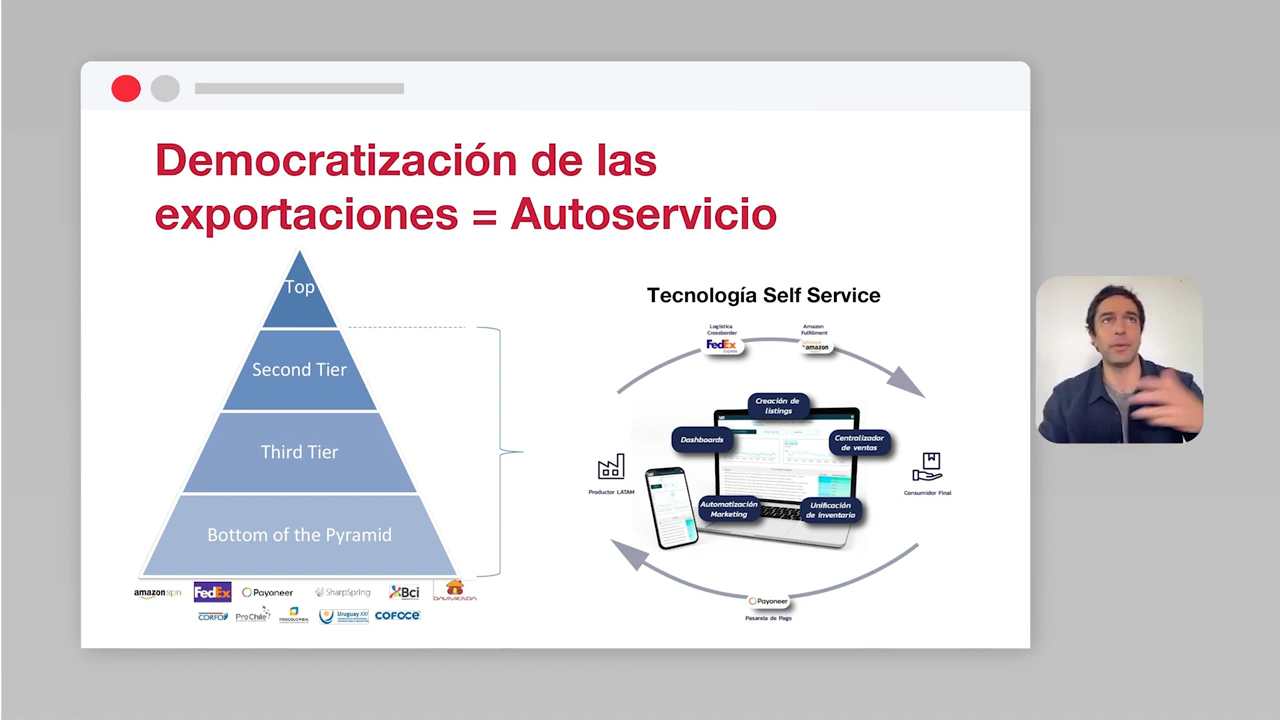 Democratización de las
exportaciones = Autoservicio
Top
Second Tier
Third Tier
Bottom of the Pyramid
amazon spn
FedEx
Payoneer
SharpSpring
Bci
DAVIVIENDA
CORFO
ProChile
PROCOLOMBIA
Uruguay XXI
COFOCE
Tecnología Self Service
Logística
Crossborder
FedEx
Express
Amazon
Fulfillment
amazon
Creación de
listings
Dashboards
Centralizador
de ventas
Automatización
Marketing
Unificación
de inventario
Productor LATAM
Consumidor Final
Payoneer
Pasarela de Pago